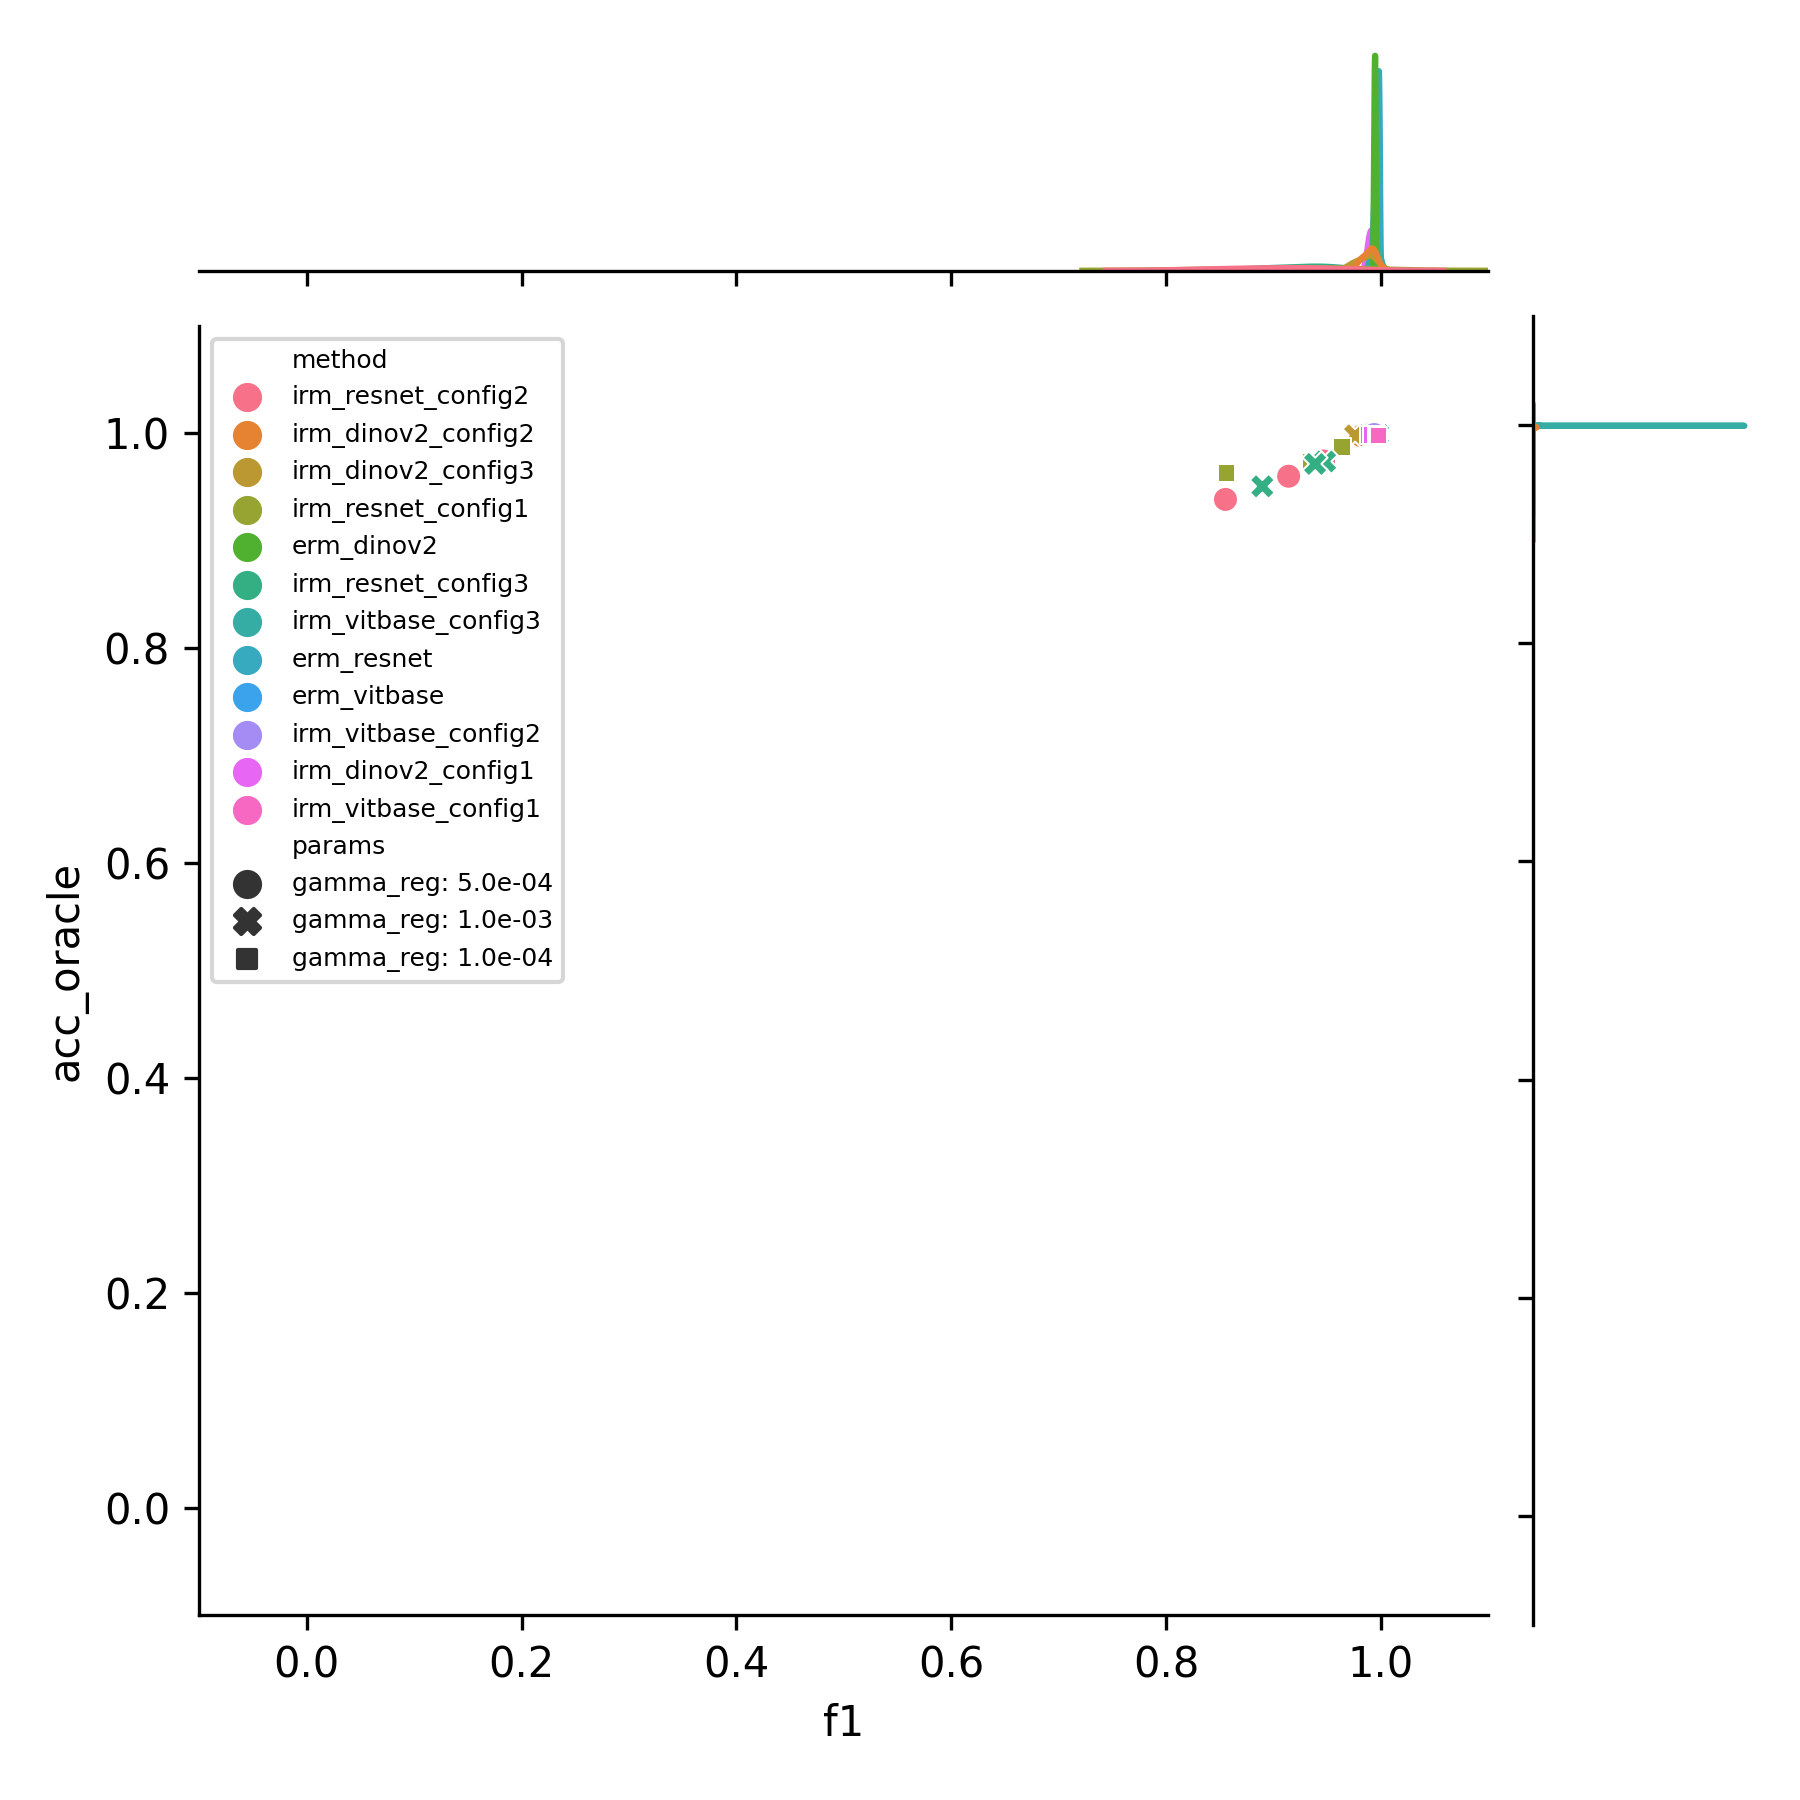 method
irm_resnet_config2
irm_dinov2_config2
irm_dinov2_config3
irm_resnet_config1
erm_dinov2
irm_resnet_config3
irm_vitbase_config3
erm_resnet
erm_vitbase
irm_vitbase_config2
irm_dinov2_config1
irm_vitbase_config1
params
gamma_reg: 5.0e-04
gamma_reg: 1.0e-03
gamma_reg: 1.0e-04
1.0
0.8
0.6
0.4
0.2
0.0
acc_oracle
0.0 0.2 0.4 0.6 0.8 1.0
f1